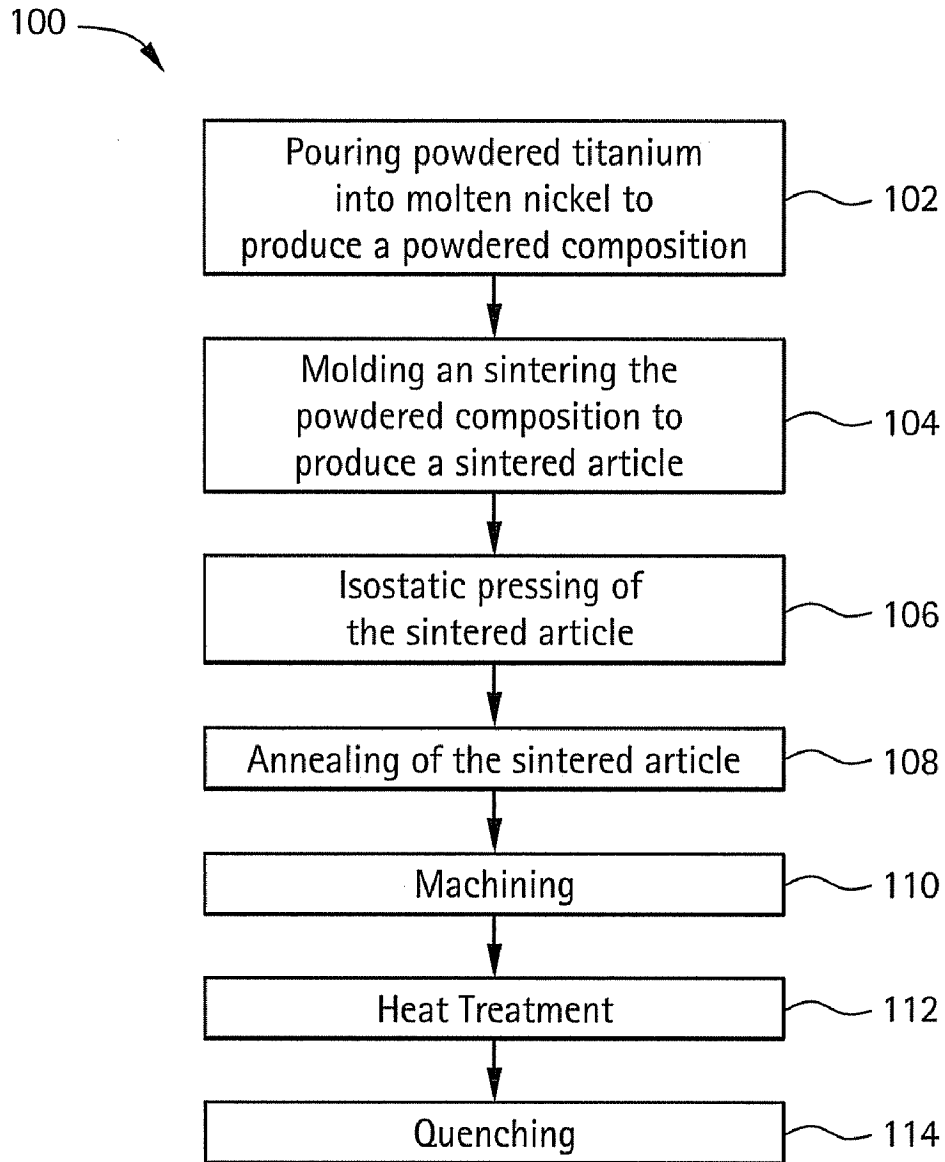 100
Pouring powdered titanium
into molten nickel to
produce a powdered composition
102
Molding an sintering the
powdered composition to
produce a sintered article
104
Isostatic pressing of
the sintered article
106
Annealing of the sintered article
108
Machining
110
Heat Treatment
112
Quenching
114